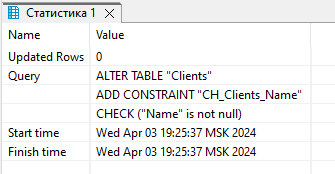 Статистика 1
Name Value
Updated Rows 0
Query ALTER TABLE "Clients"
ADD CONSTRAINT "CH_Clients_Name"
CHECK ("Name" is not null)
Start time Wed Apr 03 19:25:37 MSK 2024
Finish time Wed Apr 03 19:25:37 MSK 2024